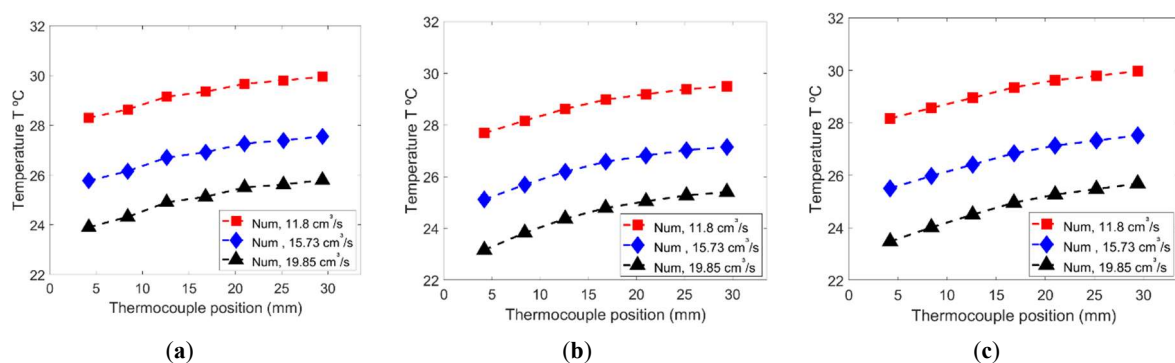 32
30
28
26
24
22
Temperature T ºC
Num, 11.8 cm³/s
Num , 15.73 cm³/s
Num, 19.85 cm³/s
0 5 10 15 20 25 30
Thermocouple position (mm)
(a)
32
30
28
26
24
22
Temperature T ºC
Num, 11.8 cm³/s
Num , 15.73 cm³/s
Num, 19.85 cm³/s
0 5 10 15 20 25 30
Thermocouple position (mm)
(b)
32
30
28
26
24
22
Temperature T ºC
Num, 11.8 cm³/s
Num , 15.73 cm³/s
Num, 19.85 cm³/s
0 5 10 15 20 25 30
Thermocouple position (mm)
(c)